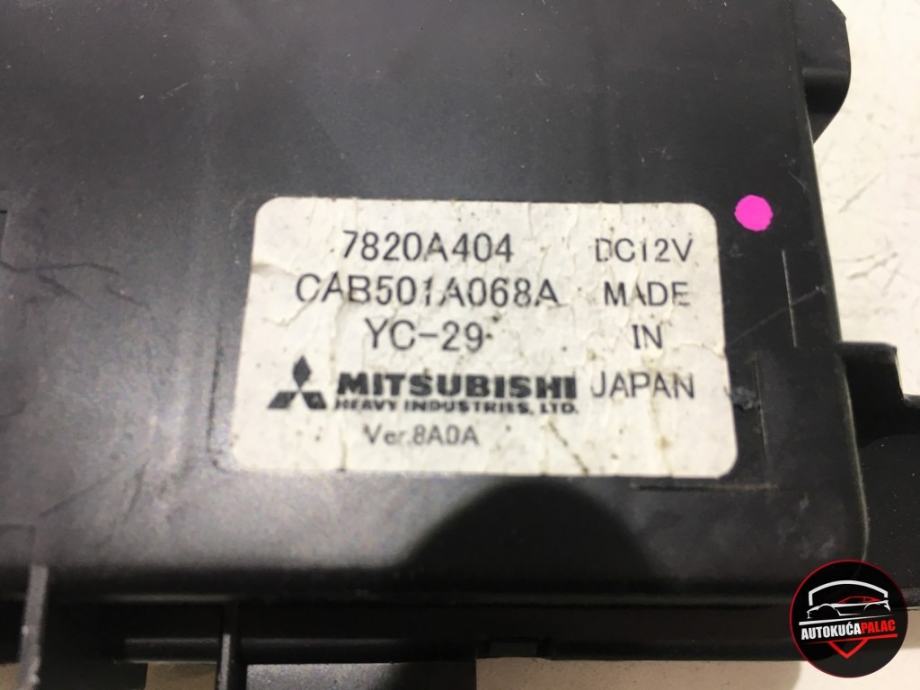 7820A404 DC12V
CAB501A068A MADE
YC-29 IN
MITSUBISHI JAPAN
HEAVY INDUSTRIES, LTD.
Ver.8A0A
AUTOKUĆAPALAC